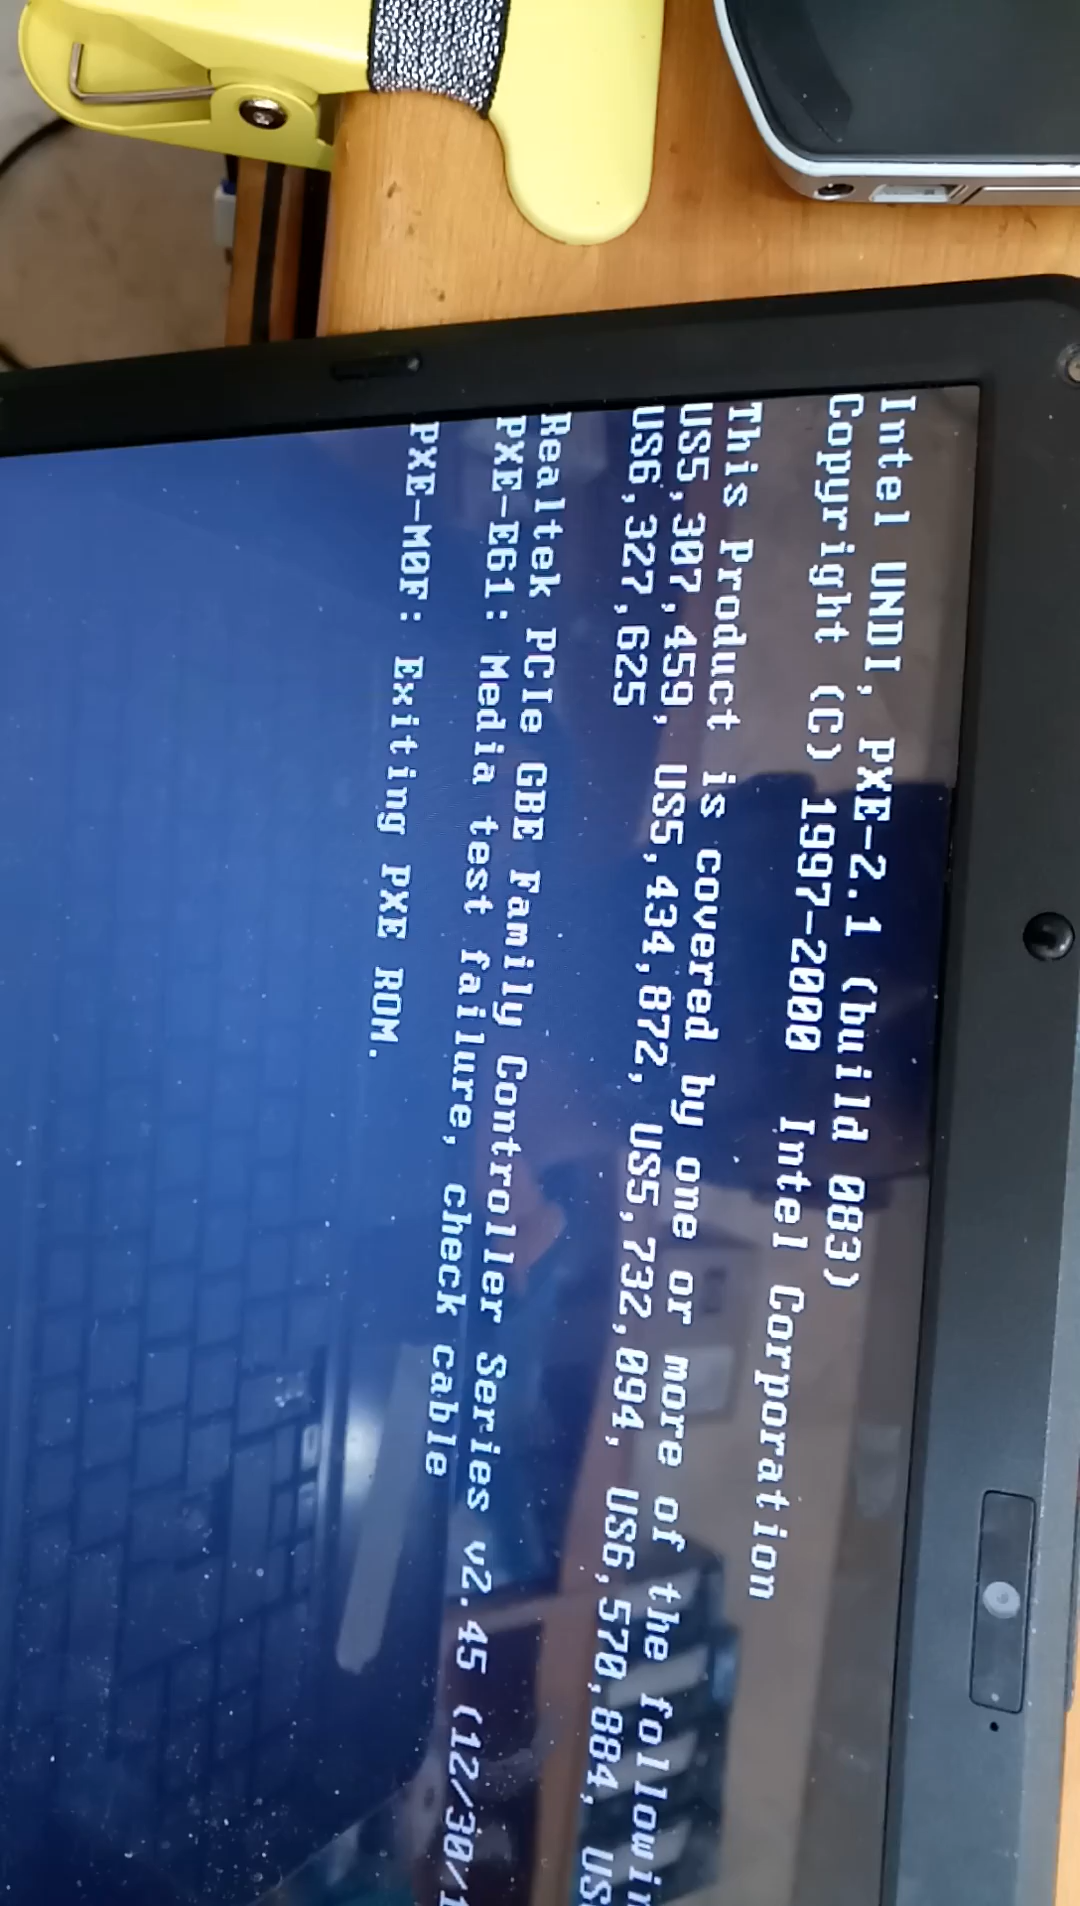 Intel UNDI, PXE-2.1 (build 083)
Copyright (C) 1997-2000  Intel Corporation
This Product is covered by one or more of the
US5,307,459, US5,434,872, US5,732,094, US6,570,884,
US6,327,625
Realtek PCIe GBE Family Controller Series v2.45
PXE-E61: Media test failure, check cable
PXE-M0F: Exiting PXE ROM.